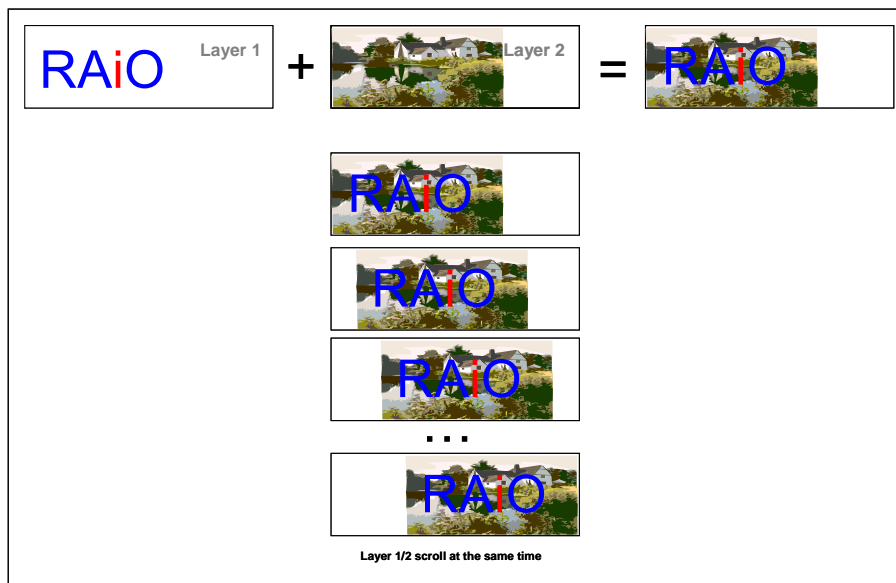 RAiO Layer 1 + Layer 2 = RAiO
RAiO
RAiO
RAiO
...
RAiO
Layer 1/2 scroll at the same time